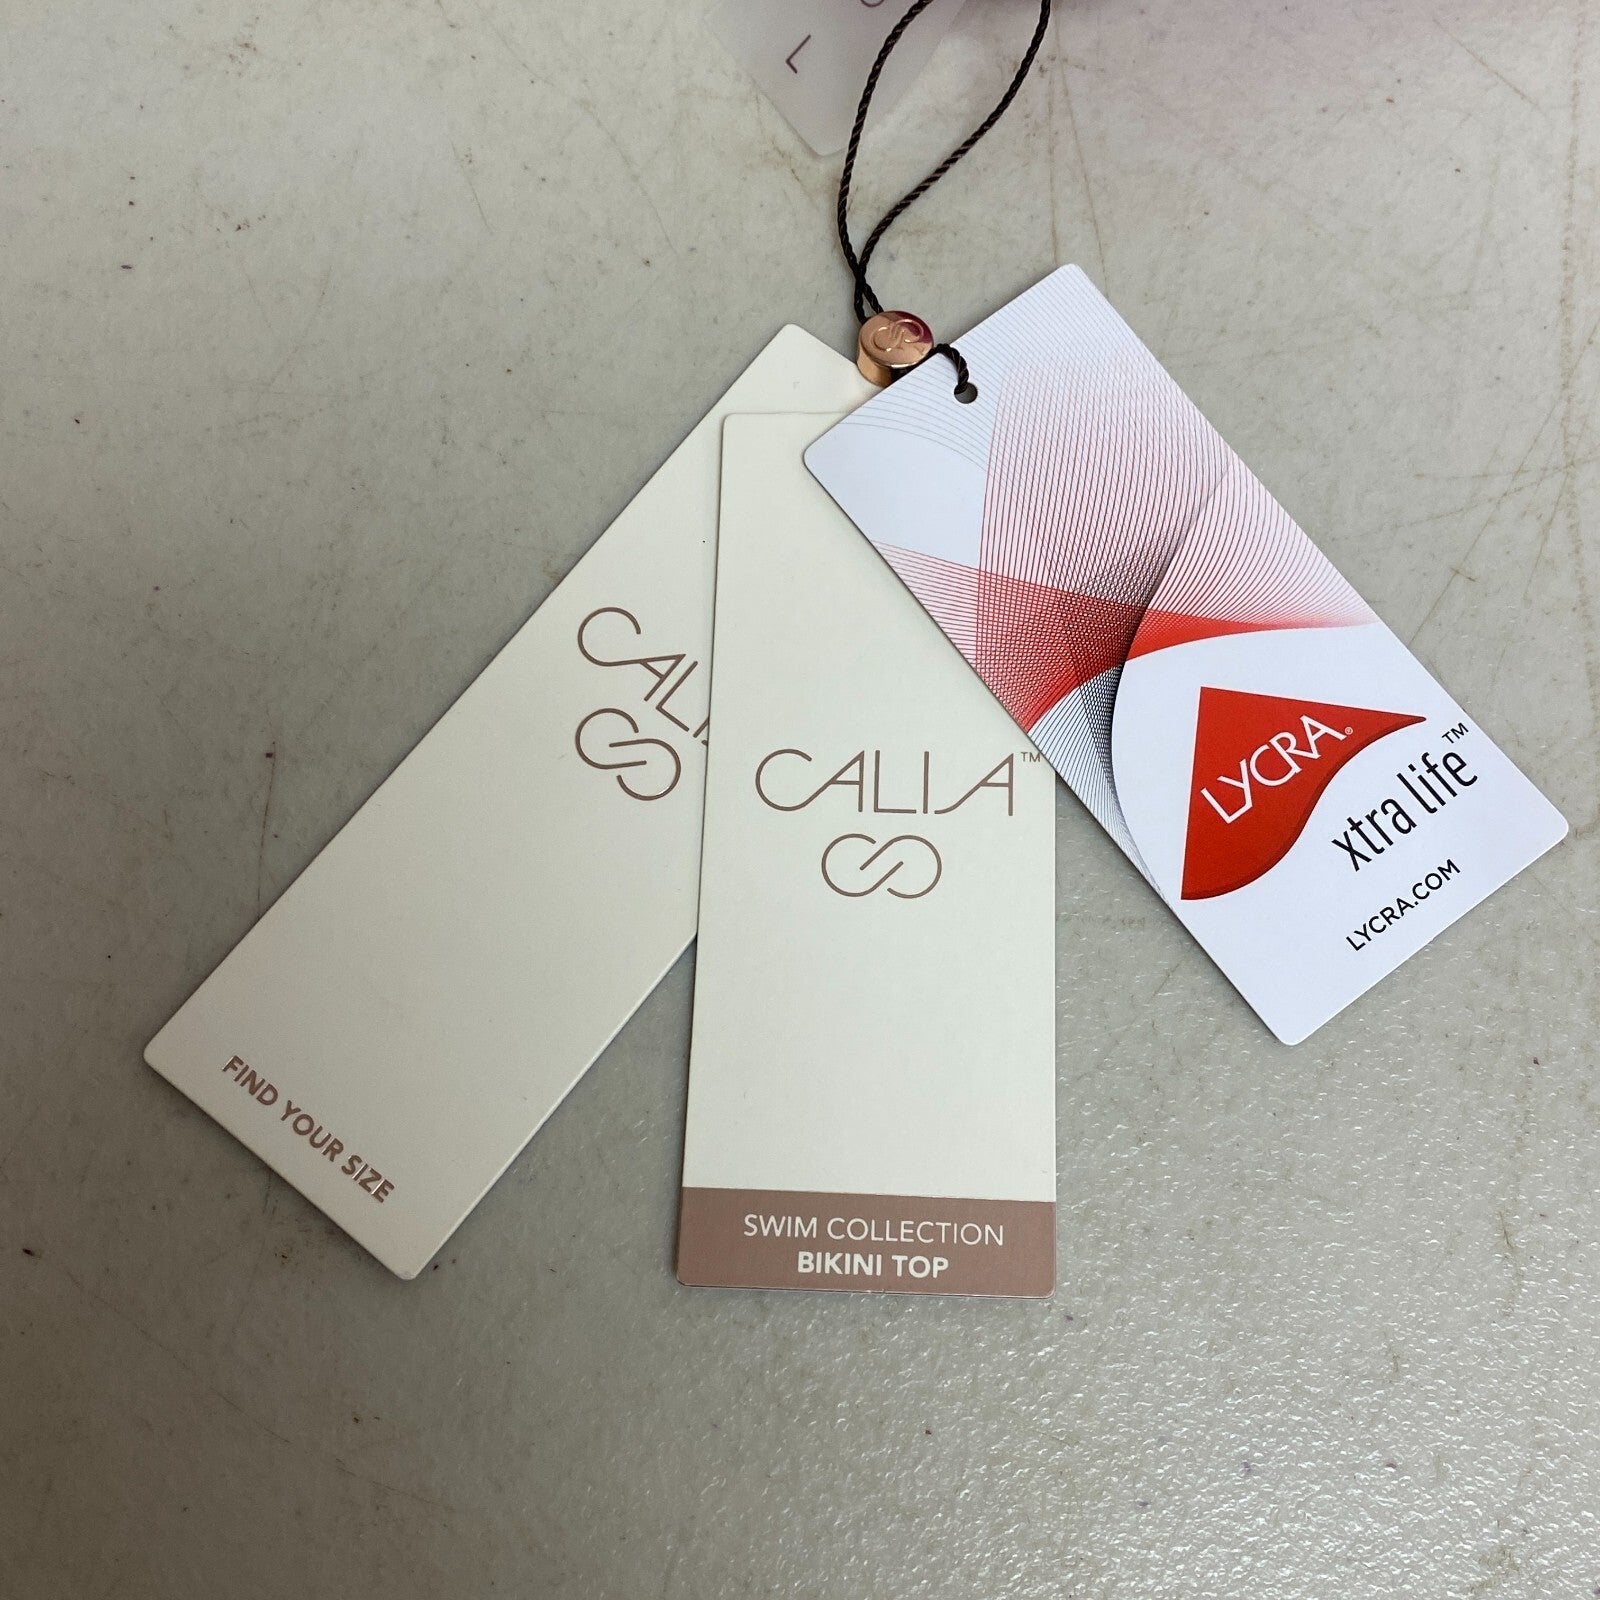 L
CALIA
FIND YOUR SIZE
CALIA™
SWIM COLLECTION
BIKINI TOP
LYCRA®
xtra life™
LYCRA.COM